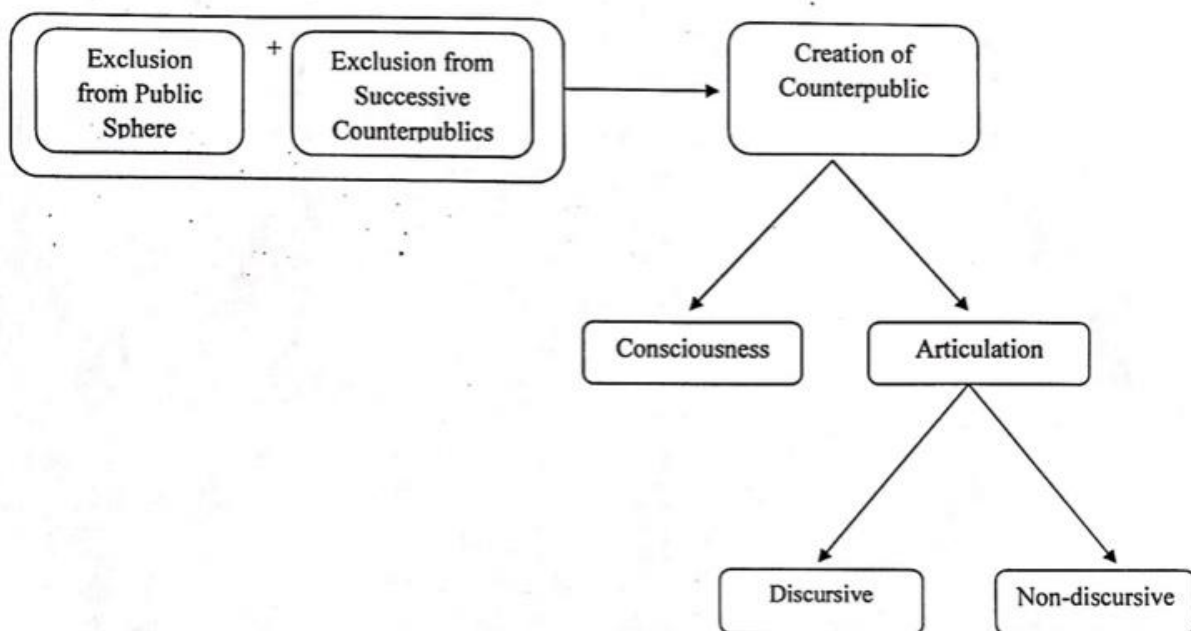 Exclusion
from Public
Sphere
+
Exclusion from
Successive
Counterpublics
Creation of
Counterpublic
Consciousness
Articulation
Discursive
Non-discursive